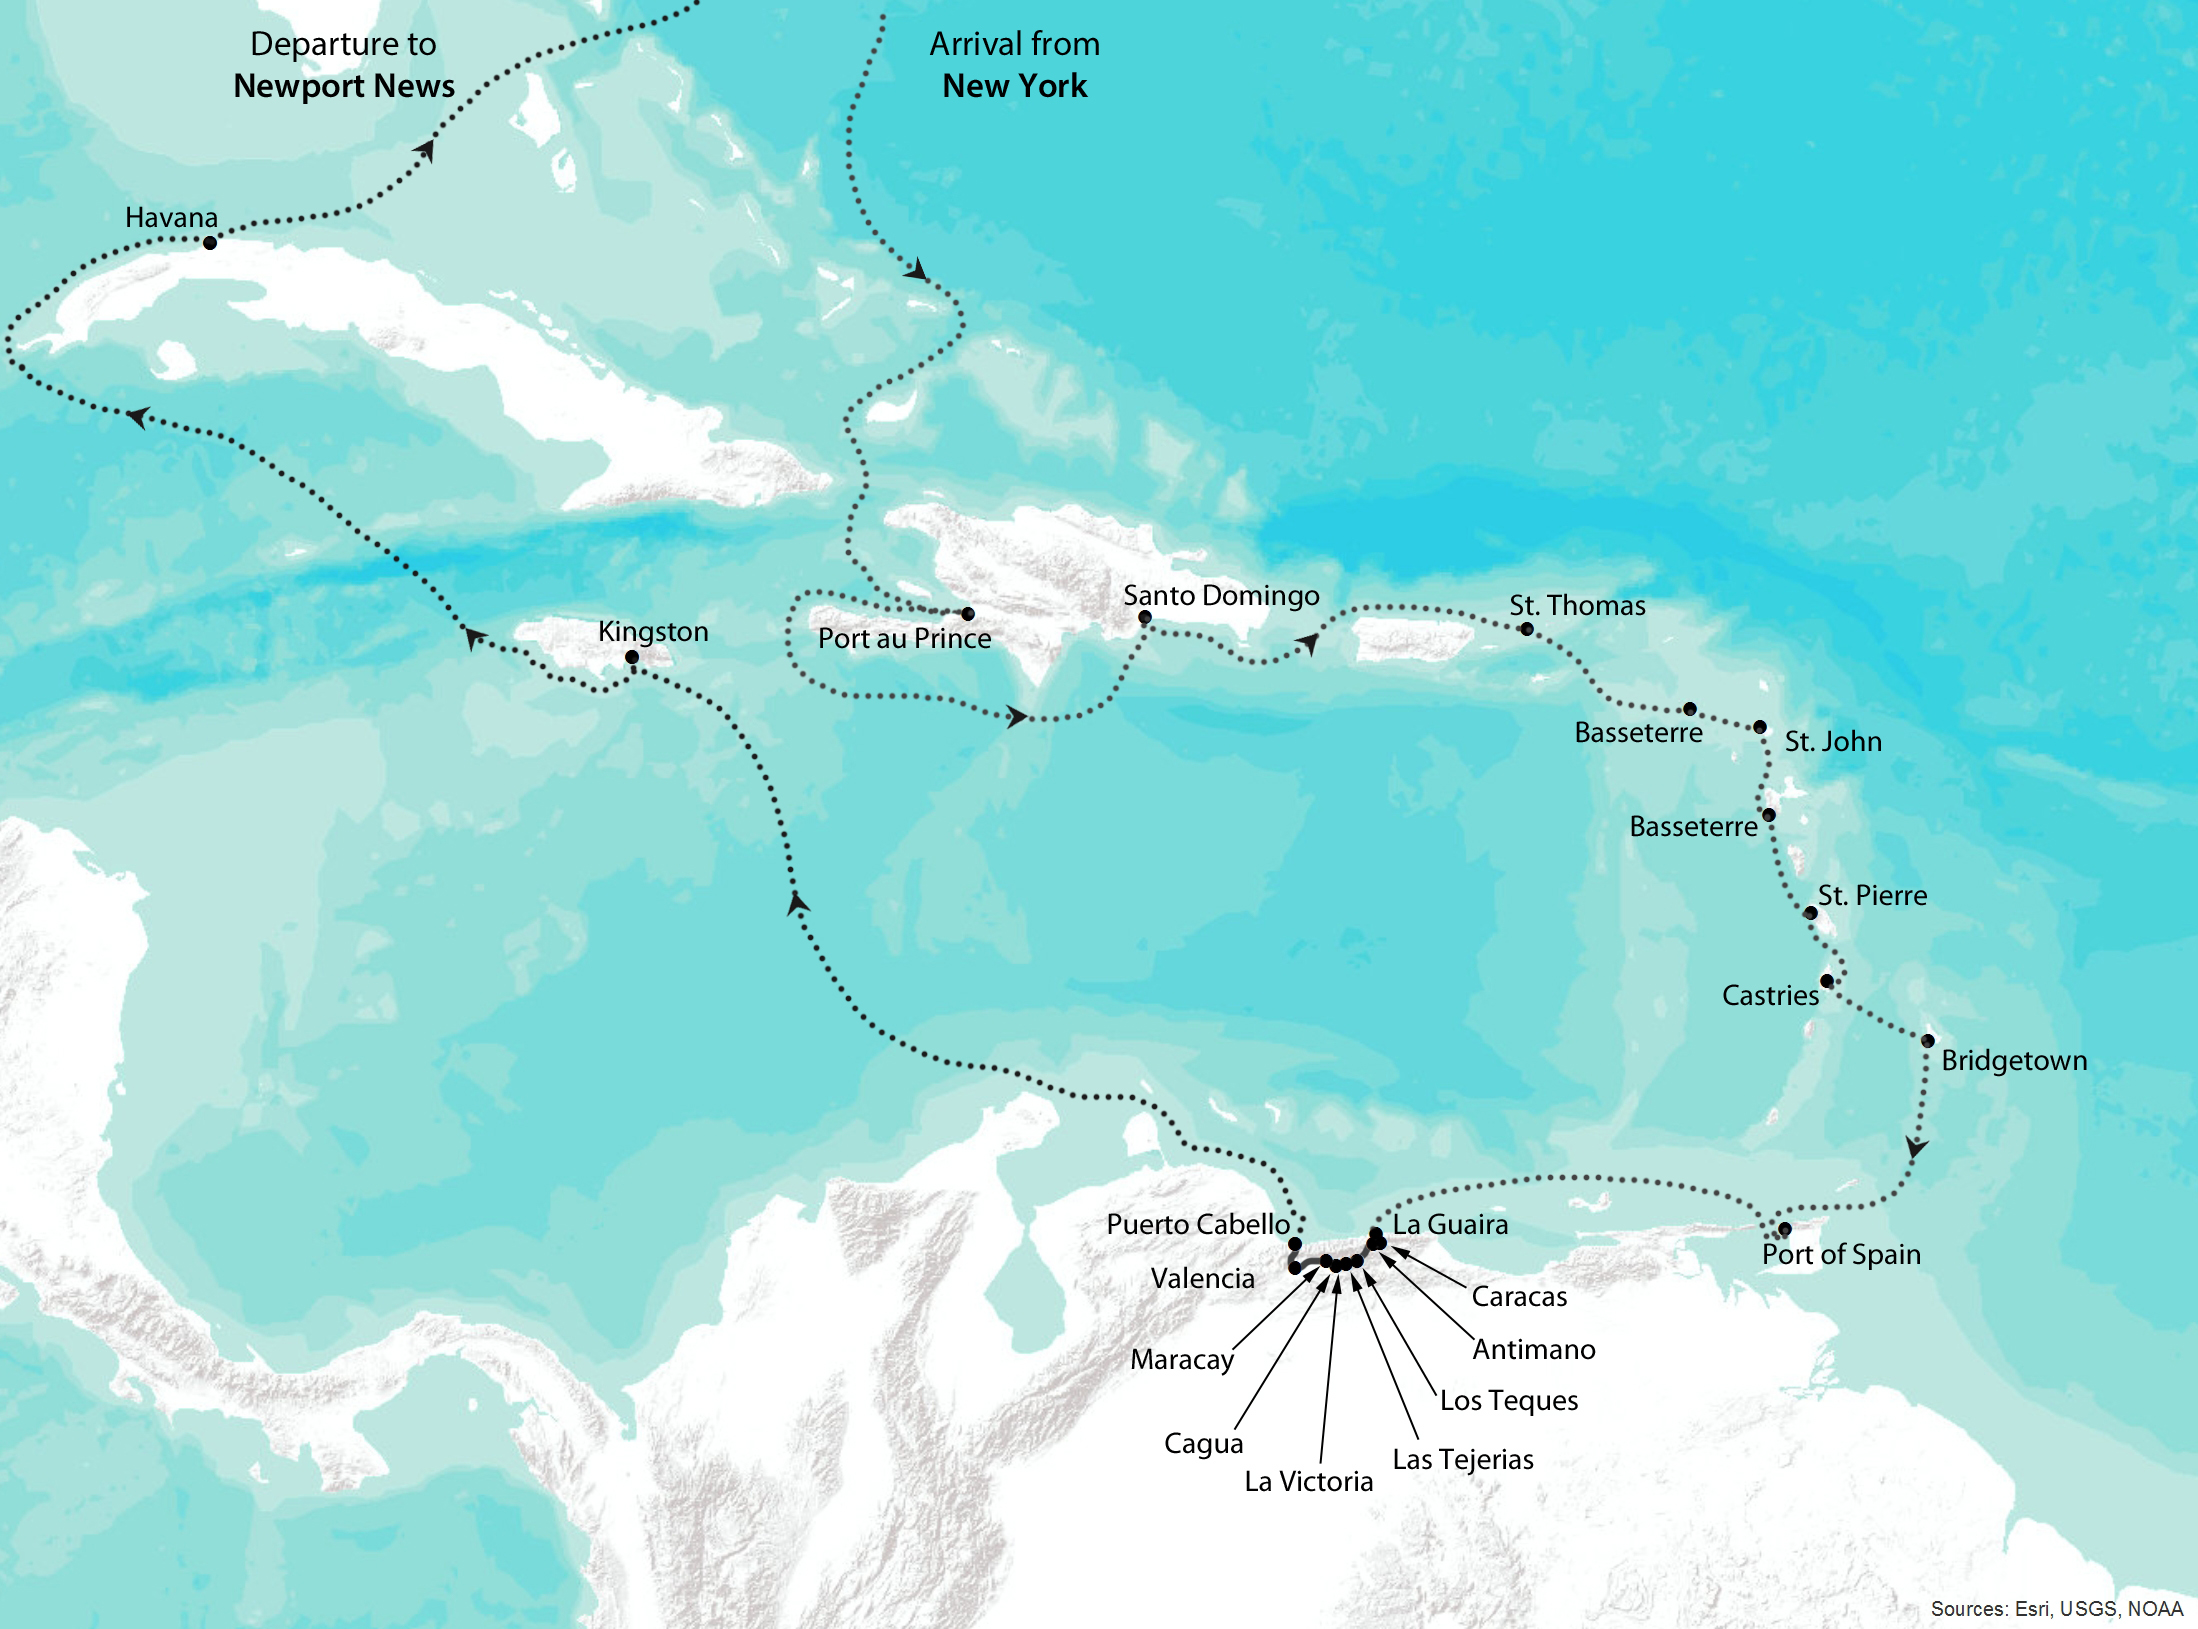 Departure to
Newport News
Arrival from
New York
Havana
Santo Domingo
St. Thomas
Kingston
Port au Prince
Basseterre
St. John
Basseterre
St. Pierre
Castries
Bridgetown
Puerto Cabello
La Guaira
Port of Spain
Valencia
Caracas
Antimano
Maracay
Los Teques
Cagua
Las Tejerias
La Victoria
Sources: Esri, USGS, NOAA